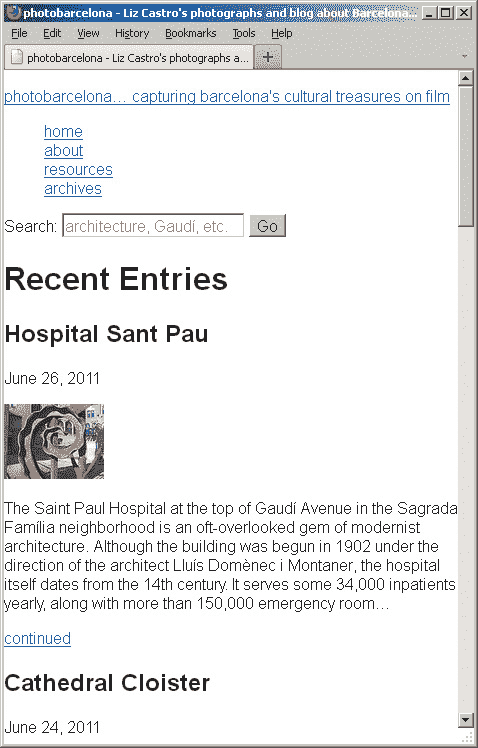 photobarcelona - Liz Castro's photographs and blog about Barcelona...
File Edit View History Bookmarks Tools Help
photobarcelona - Liz Castro's photographs a...
photobarcelona... capturing barcelona's cultural treasures on film
home
about
resources
archives
Search: architecture, Gaudí, etc. Go
Recent Entries
Hospital Sant Pau
June 26, 2011
The Saint Paul Hospital at the top of Gaudí Avenue in the Sagrada
Família neighborhood is an oft-overlooked gem of modernist
architecture. Although the building was begun in 1902 under the
direction of the architect Lluís Domènec i Montaner, the hospital
itself dates from the 14th century. It serves some 34,000 inpatients
yearly, along with more than 150,000 emergency room...
continued
Cathedral Cloister
June 24, 2011